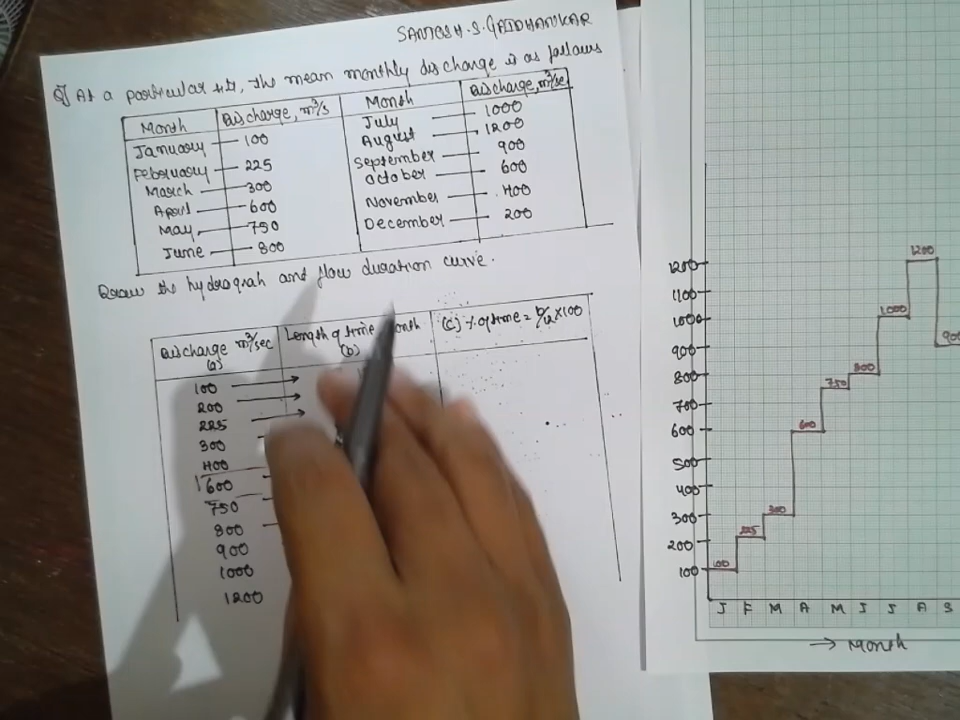 SANTOSH.S.GAIDHANKAR
Q] At a particular site, the mean monthly discharge is as follows
Month Discharge, m³/s Month Discharge, m³/sec
January 100 July 1000
February 225 August 1200
March 300 September 900
April 600 October 600
May 750 November 400
June 800 December 200
Draw the hydrograh and flow duration curve.
Discharge m³/sec Length of time month (c) % of time = b/12 ×100
(a) (b)
100
200
225
300
400
600
750
800
900
1000
1200
1200
1100
1000
900
800
700
600
500
400
300
200
100
100
225
300
600
750
800
1000
1200
900
J F M A M J J A S
→ Month